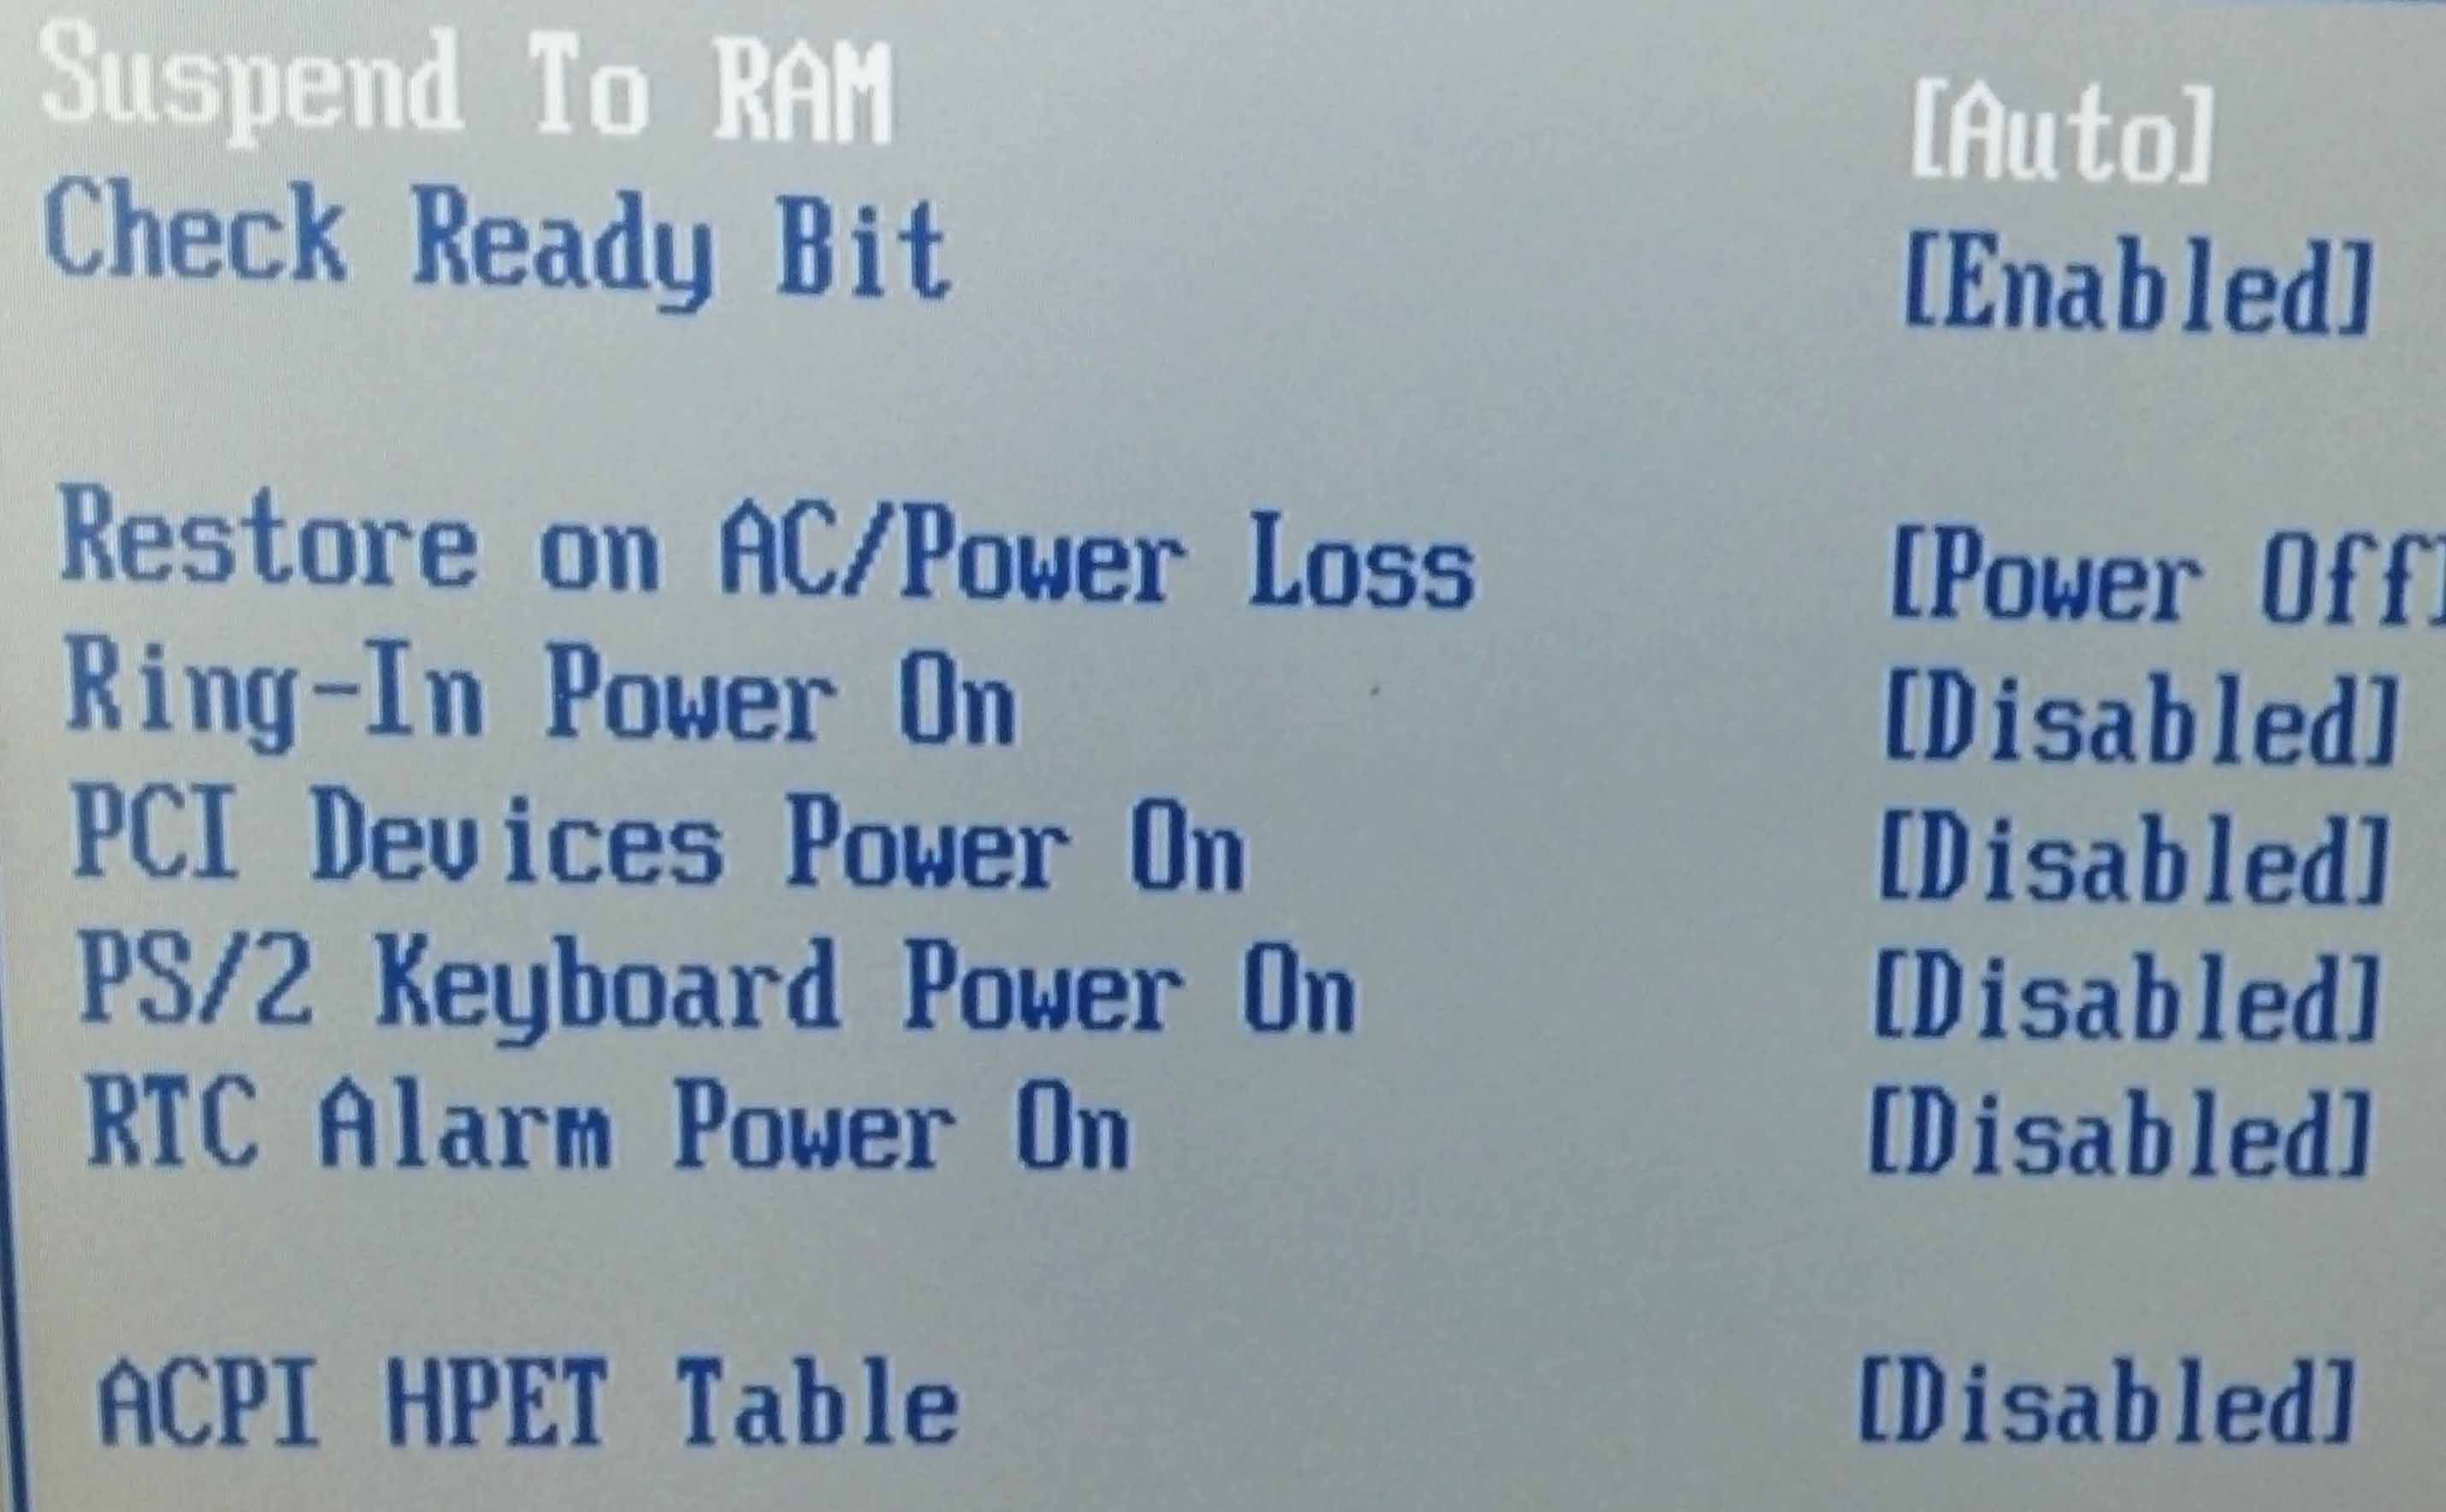 Suspend To RAM [Auto]
Check Ready Bit [Enabled]
Restore on AC/Power Loss [Power Off]
Ring-In Power On [Disabled]
PCI Devices Power On [Disabled]
PS/2 Keyboard Power On [Disabled]
RTC Alarm Power On [Disabled]
ACPI HPET Table [Disabled]